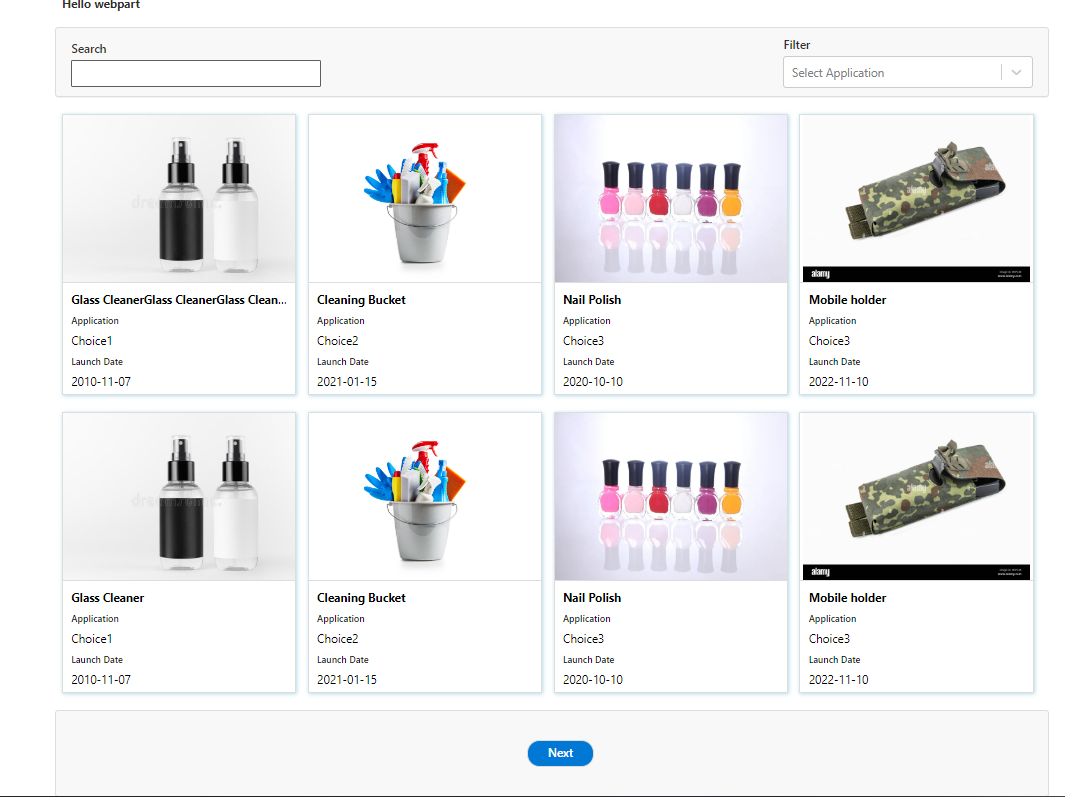 Hello webpart
Search
Filter
Select Application
alamy
Glass CleanerGlass CleanerGlass Clean...
Application
Choice1
Launch Date
2010-11-07
Cleaning Bucket
Application
Choice2
Launch Date
2021-01-15
Nail Polish
Application
Choice3
Launch Date
2020-10-10
Mobile holder
Application
Choice3
Launch Date
2022-11-10
alamy
Glass Cleaner
Application
Choice1
Launch Date
2010-11-07
Cleaning Bucket
Application
Choice2
Launch Date
2021-01-15
Nail Polish
Application
Choice3
Launch Date
2020-10-10
Mobile holder
Application
Choice3
Launch Date
2022-11-10
Next